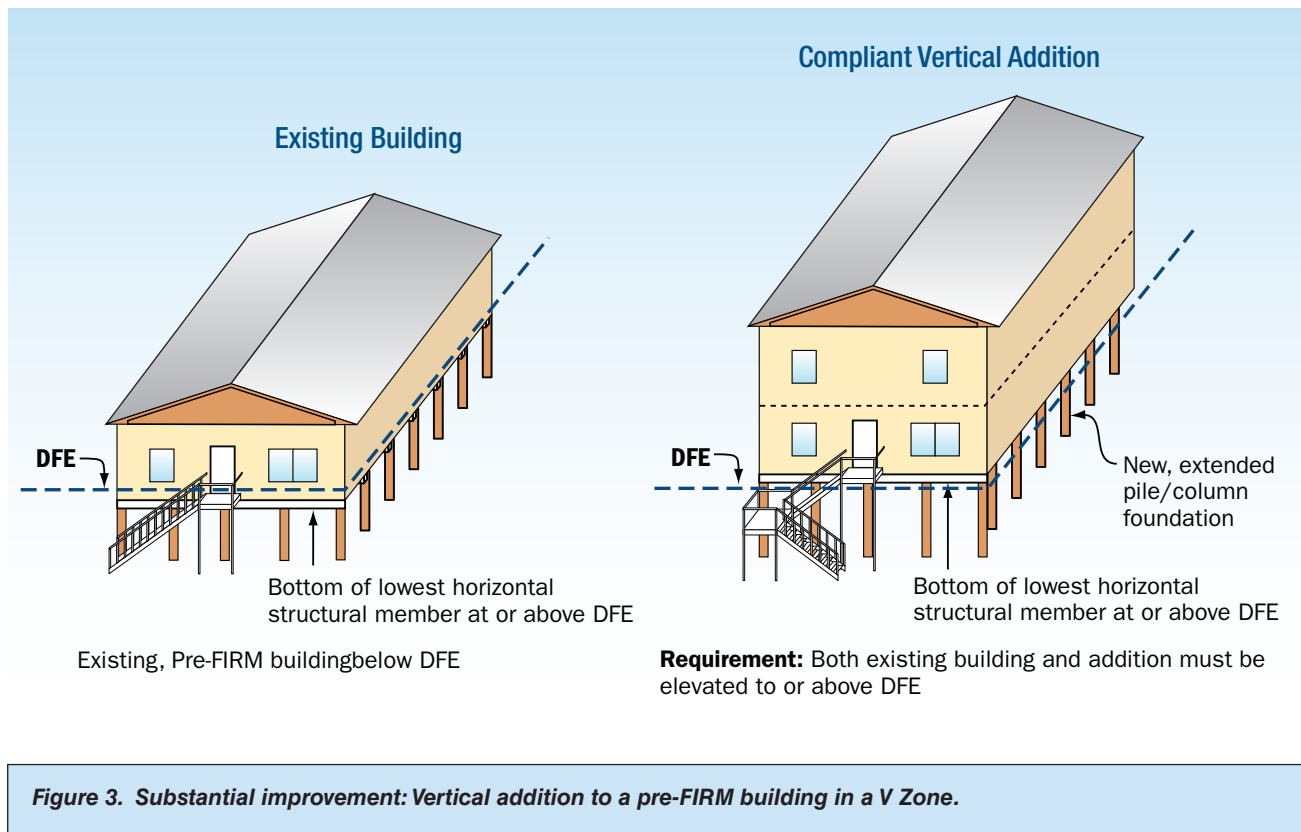 Existing Building
DFE
Bottom of lowest horizontal
structural member at or above DFE
Existing, Pre-FIRM buildingbelow DFE
Compliant Vertical Addition
DFE
New, extended
pile/column
foundation
Bottom of lowest horizontal
structural member at or above DFE
Requirement: Both existing building and addition must be
elevated to or above DFE
Figure 3. Substantial improvement: Vertical addition to a pre-FIRM building in a V Zone.